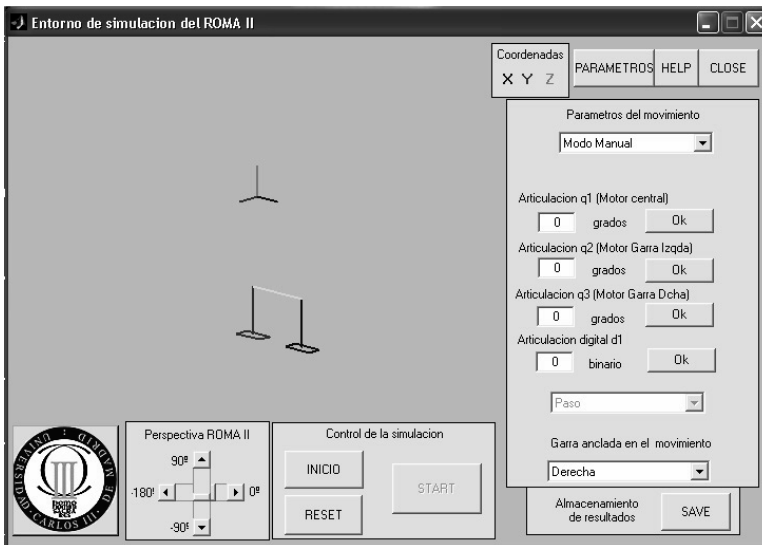 Entorno de simulacion del ROMA II
Coordenadas
X Y Z
PARAMETROS
HELP
CLOSE
Parametros del movimiento
Modo Manual
Articulacion q1 (Motor central)
0 grados Ok
Articulacion q2 (Motor Garra Izqda)
0 grados Ok
Articulacion q3 (Motor Garra Dcha)
0 grados Ok
Articulacion digital d1
0 binario Ok
Paso
Garra anclada en el movimiento
Derecha
Almacenamiento
de resultados
SAVE
UNIVERSIDAD · CARLOS III · DE MADRID
Perspectiva ROMA II
90º
-180º
0º
-90º
Control de la simulacion
INICIO
START
RESET